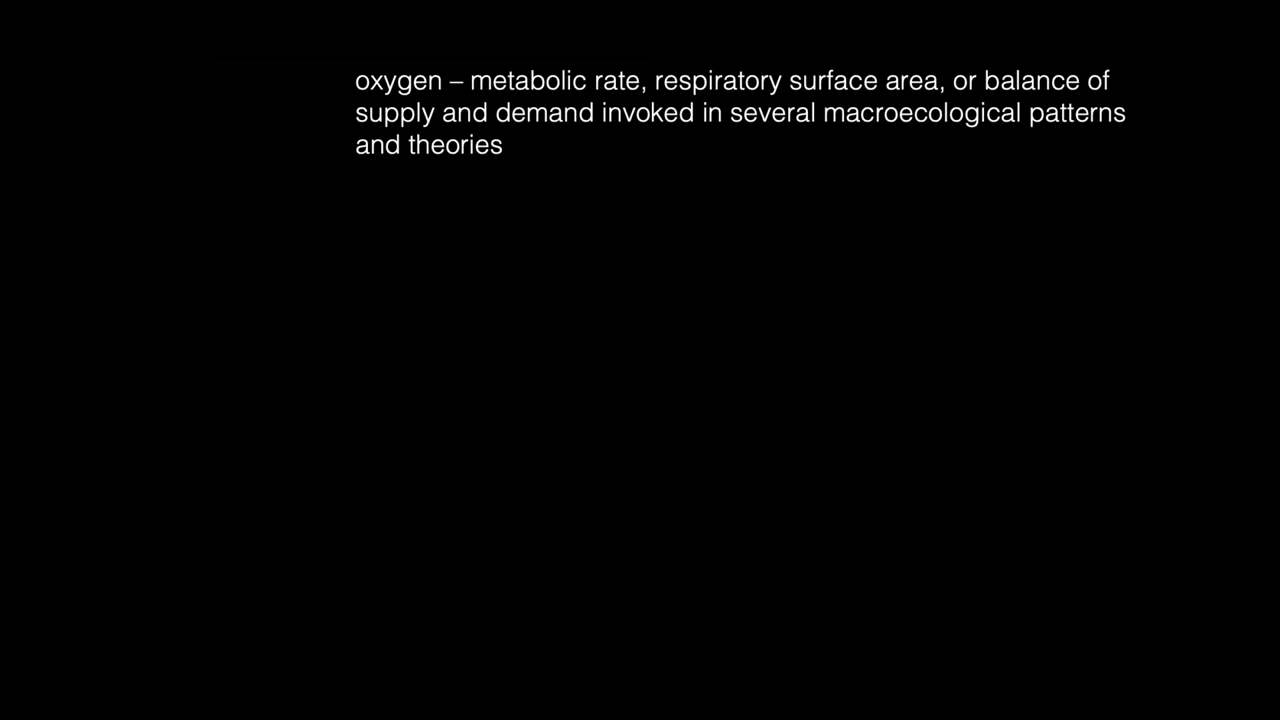 oxygen – metabolic rate, respiratory surface area, or balance of
supply and demand invoked in several macroecological patterns
and theories